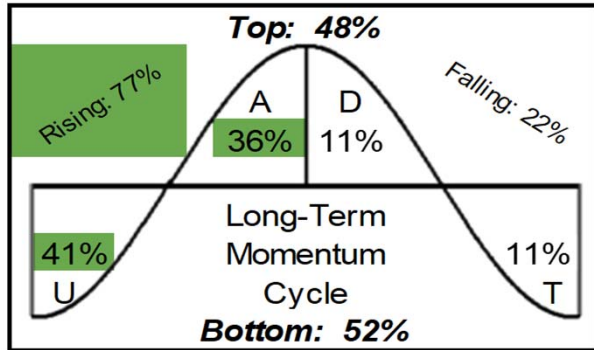 Top: 48%
Rising: 77%
Falling: 22%
A
D
36%
11%
Long-Term
Momentum
Cycle
41%
U
11%
T
Bottom: 52%